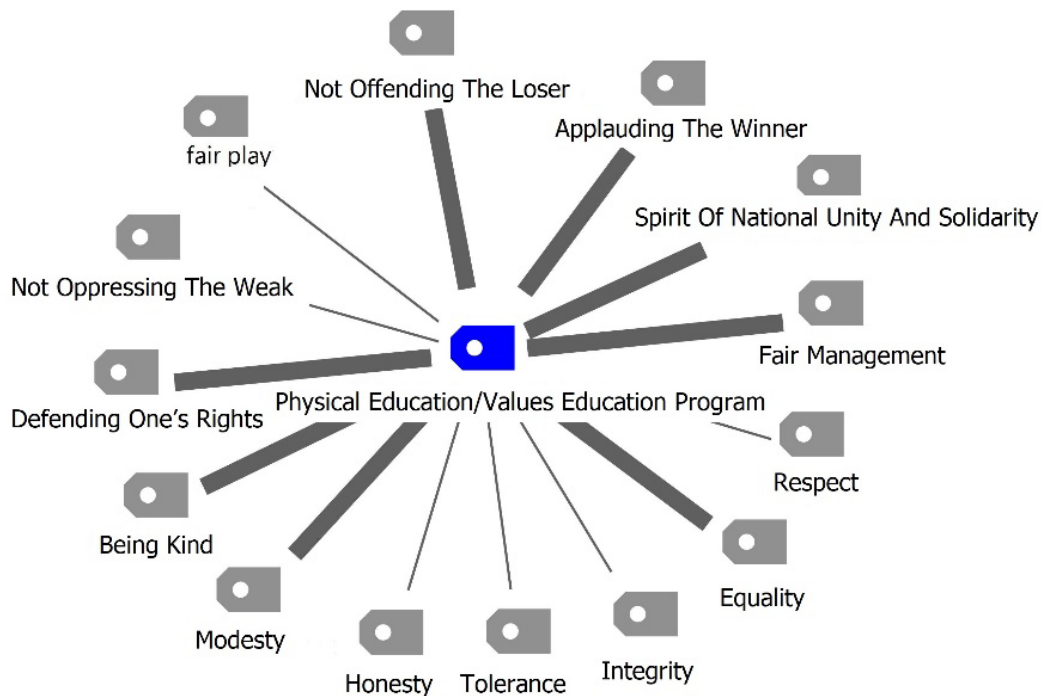 Not Offending The Loser
Applauding The Winner
fair play
Spirit Of National Unity And Solidarity
Not Oppressing The Weak
Fair Management
Defending One’s Rights
Physical Education/Values Education Program
Respect
Being Kind
Equality
Modesty
Integrity
Honesty
Tolerance